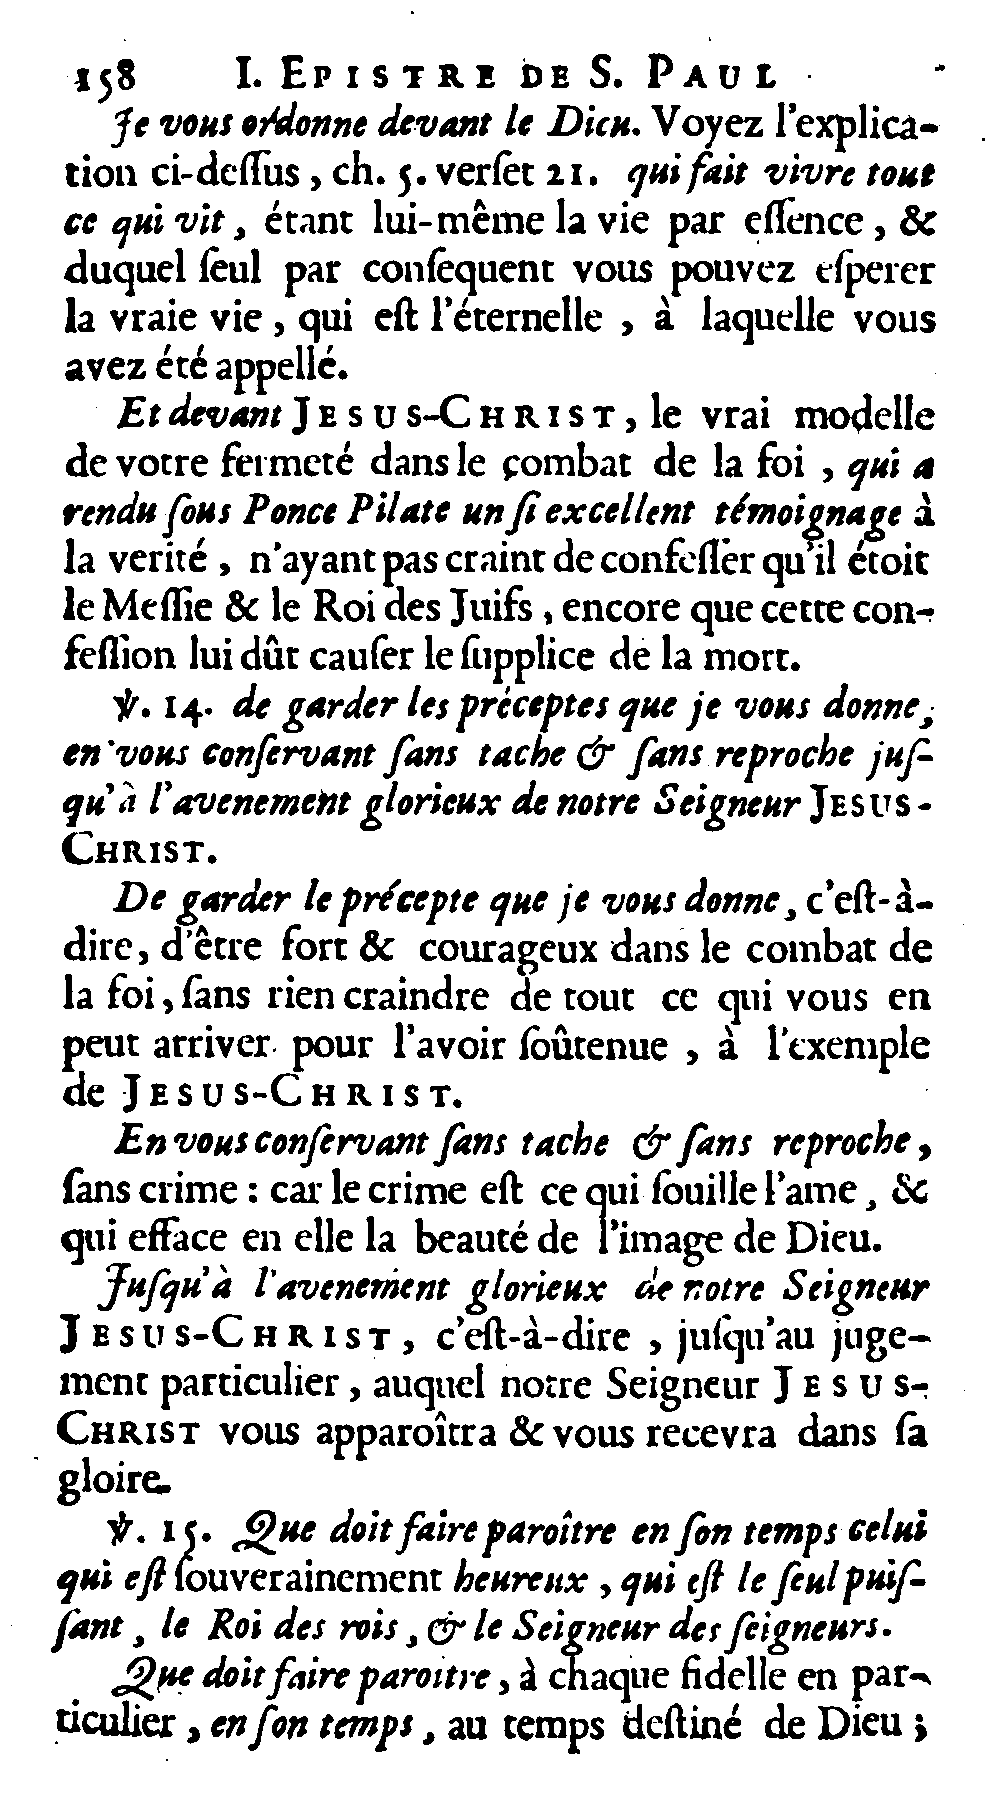 158 I. EPISTRE DE S. PAUL
Je vous ordonne devant le Dieu. Voyez l'explica-
tion ci-deſſus, ch. 5. verſet 21. qui fait vivre tout
ce qui vit, étant lui-même la vie par eſſence, &
duquel ſeul par conſequent vous pouvez eſperer
la vraie vie, qui eſt l'éternelle, à laquelle vous
avez été appellé.
Et devant JESUS-CHRIST, le vrai modelle
de votre fermeté dans le combat de la foi, qui a
rendu ſous Ponce Pilate un ſi excellent témoignage à
la verité, n'ayant pas craint de confeſſer qu'il étoit
le Meſſie & le Roi des Juifs, encore que cette con-
feſſion lui dût cauſer le ſupplice de la mort.
℣. 14. de garder les préceptes que je vous donne,
en vous conſervant ſans tache & ſans reproche juſ-
qu'à l'avenement glorieux de notre Seigneur JESUS-
CHRIST.
De garder le précepte que je vous donne, c'eſt-à-
dire, d'être fort & courageux dans le combat de
la foi, ſans rien craindre de tout ce qui vous en
peut arriver pour l'avoir ſoûtenue, à l'exemple
de JESUS-CHRIST.
En vous conſervant ſans tache & ſans reproche,
ſans crime : car le crime eſt ce qui ſouille l'ame, &
qui efface en elle la beauté de l'image de Dieu.
Juſqu'à l'avenement glorieux de notre Seigneur
JESUS-CHRIST, c'eſt-à-dire, juſqu'au juge-
ment particulier, auquel notre Seigneur JESUS-
CHRIST vous apparoîtra & vous recevra dans ſa
gloire.
℣. 15. Que doit faire paroître en ſon temps celui
qui eſt ſouverainement heureux, qui eſt le ſeul puiſ-
ſant, le Roi des rois, & le Seigneur des ſeigneurs.
Que doit faire paroitre, à chaque fidelle en par-
ticulier, en ſon temps, au temps deſtiné de Dieu ;